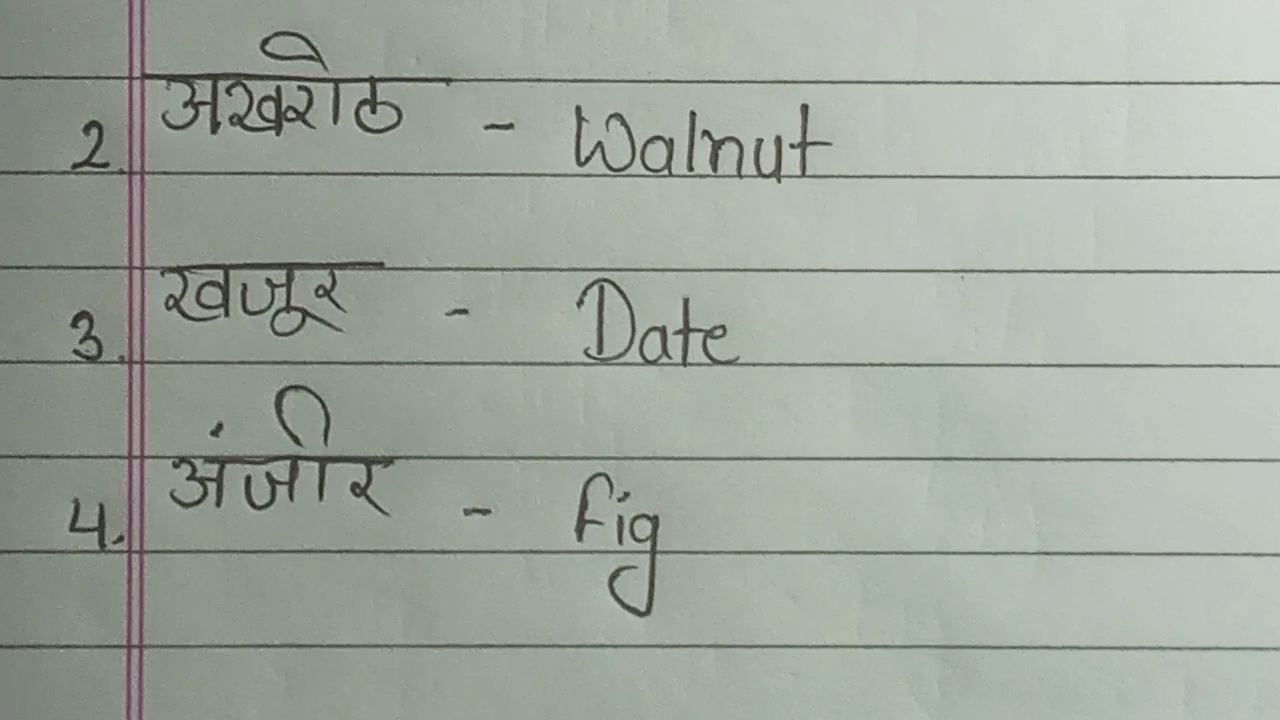 2. अखरोठ - Walnut
3. खजूर - Date
4. अंजीर - Fig